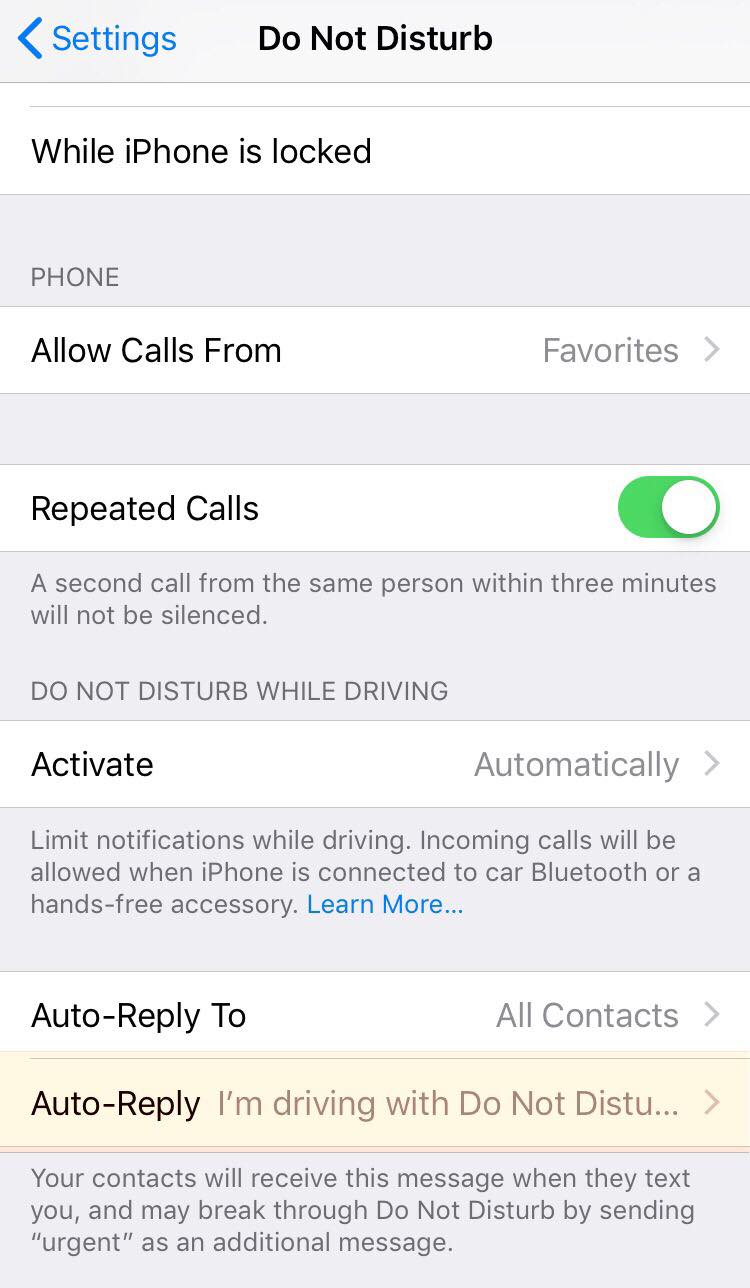 Settings
Do Not Disturb
While iPhone is locked
PHONE
Allow Calls From Favorites
Repeated Calls
A second call from the same person within three minutes
will not be silenced.
DO NOT DISTURB WHILE DRIVING
Activate Automatically
Limit notifications while driving. Incoming calls will be
allowed when iPhone is connected to car Bluetooth or a
hands-free accessory. Learn More...
Auto-Reply To All Contacts
Auto-Reply I’m driving with Do Not Distu...
Your contacts will receive this message when they text
you, and may break through Do Not Disturb by sending
“urgent” as an additional message.